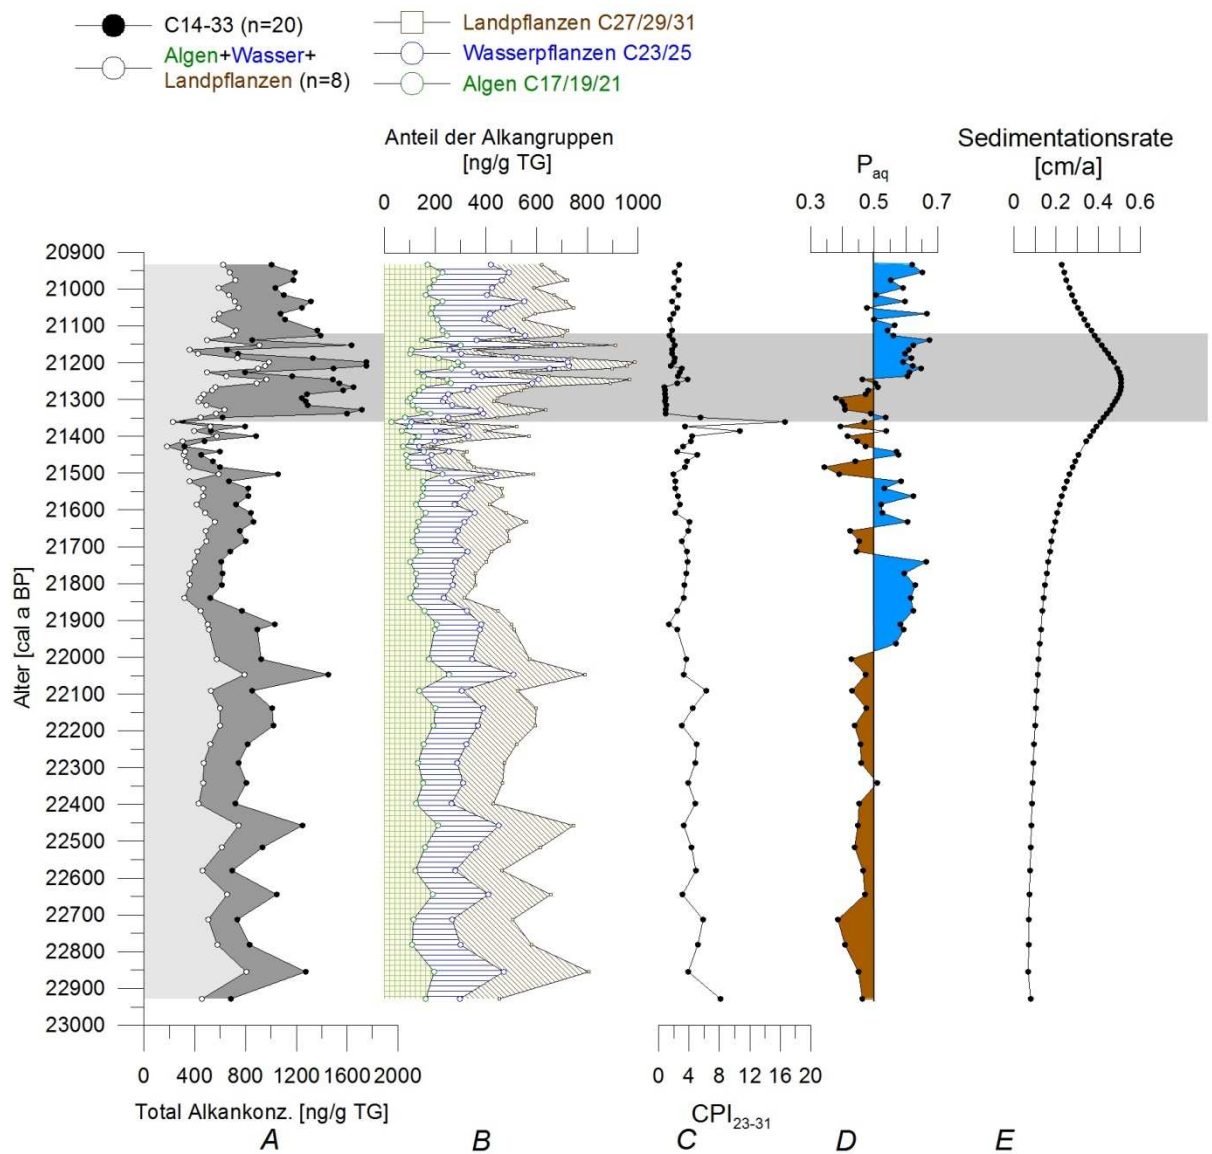 C14-33 (n=20)
Algen+Wasser+
Landpflanzen (n=8)
Landpflanzen C27/29/31
Wasserpflanzen C23/25
Algen C17/19/21
Anteil der Alkangruppen
[ng/g TG]
0 200 400 600 800 1000
Paq
0.3 0.5 0.7
Sedimentationsrate
[cm/a]
0 0.2 0.4 0.6
Alter [cal a BP]
20900
21000
21100
21200
21300
21400
21500
21600
21700
21800
21900
22000
22100
22200
22300
22400
22500
22600
22700
22800
22900
23000
0 400 800 1200 1600 2000
Total Alkankonz. [ng/g TG]
0 4 8 12 16 20
CPI23-31
A B C D E